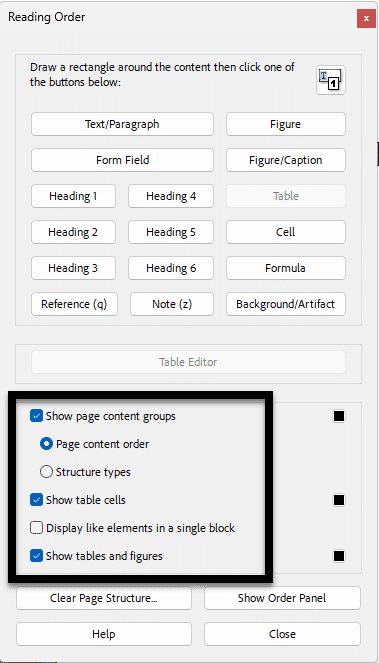 Reading Order
x
Draw a rectangle around the content then click one of
the buttons below:
1
Text/Paragraph
Figure
Form Field
Figure/Caption
Heading 1
Heading 4
Table
Heading 2
Heading 5
Cell
Heading 3
Heading 6
Formula
Reference (q)
Note (z)
Background/Artifact
Table Editor
Show page content groups
Page content order
Structure types
Show table cells
Display like elements in a single block
Show tables and figures
Clear Page Structure...
Show Order Panel
Help
Close